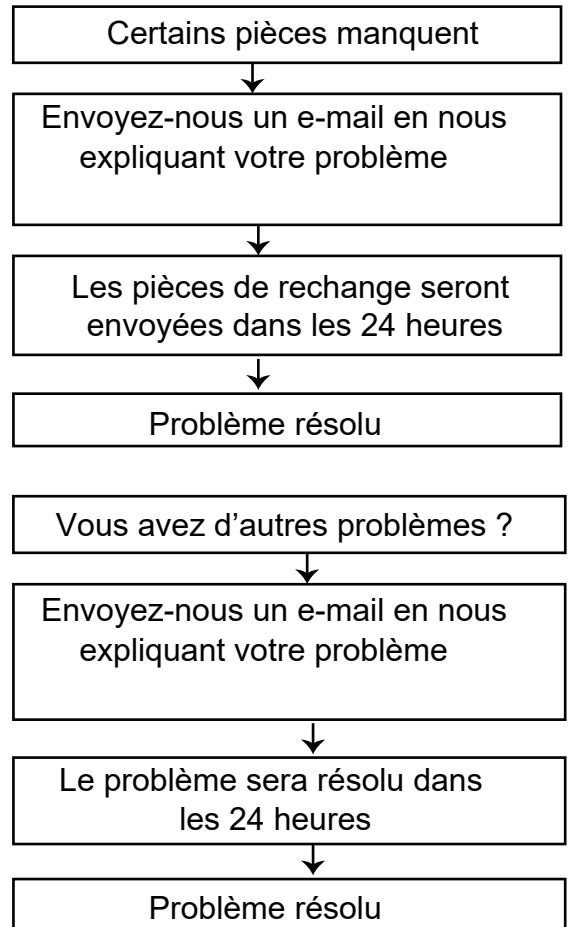 Certains pièces manquent
Envoyez-nous un e-mail en nous
expliquant votre problème
Les pièces de rechange seront
envoyées dans les 24 heures
Problème résolu
Vous avez d’autres problèmes ?
Envoyez-nous un e-mail en nous
expliquant votre problème
Le problème sera résolu dans
les 24 heures
Problème résolu